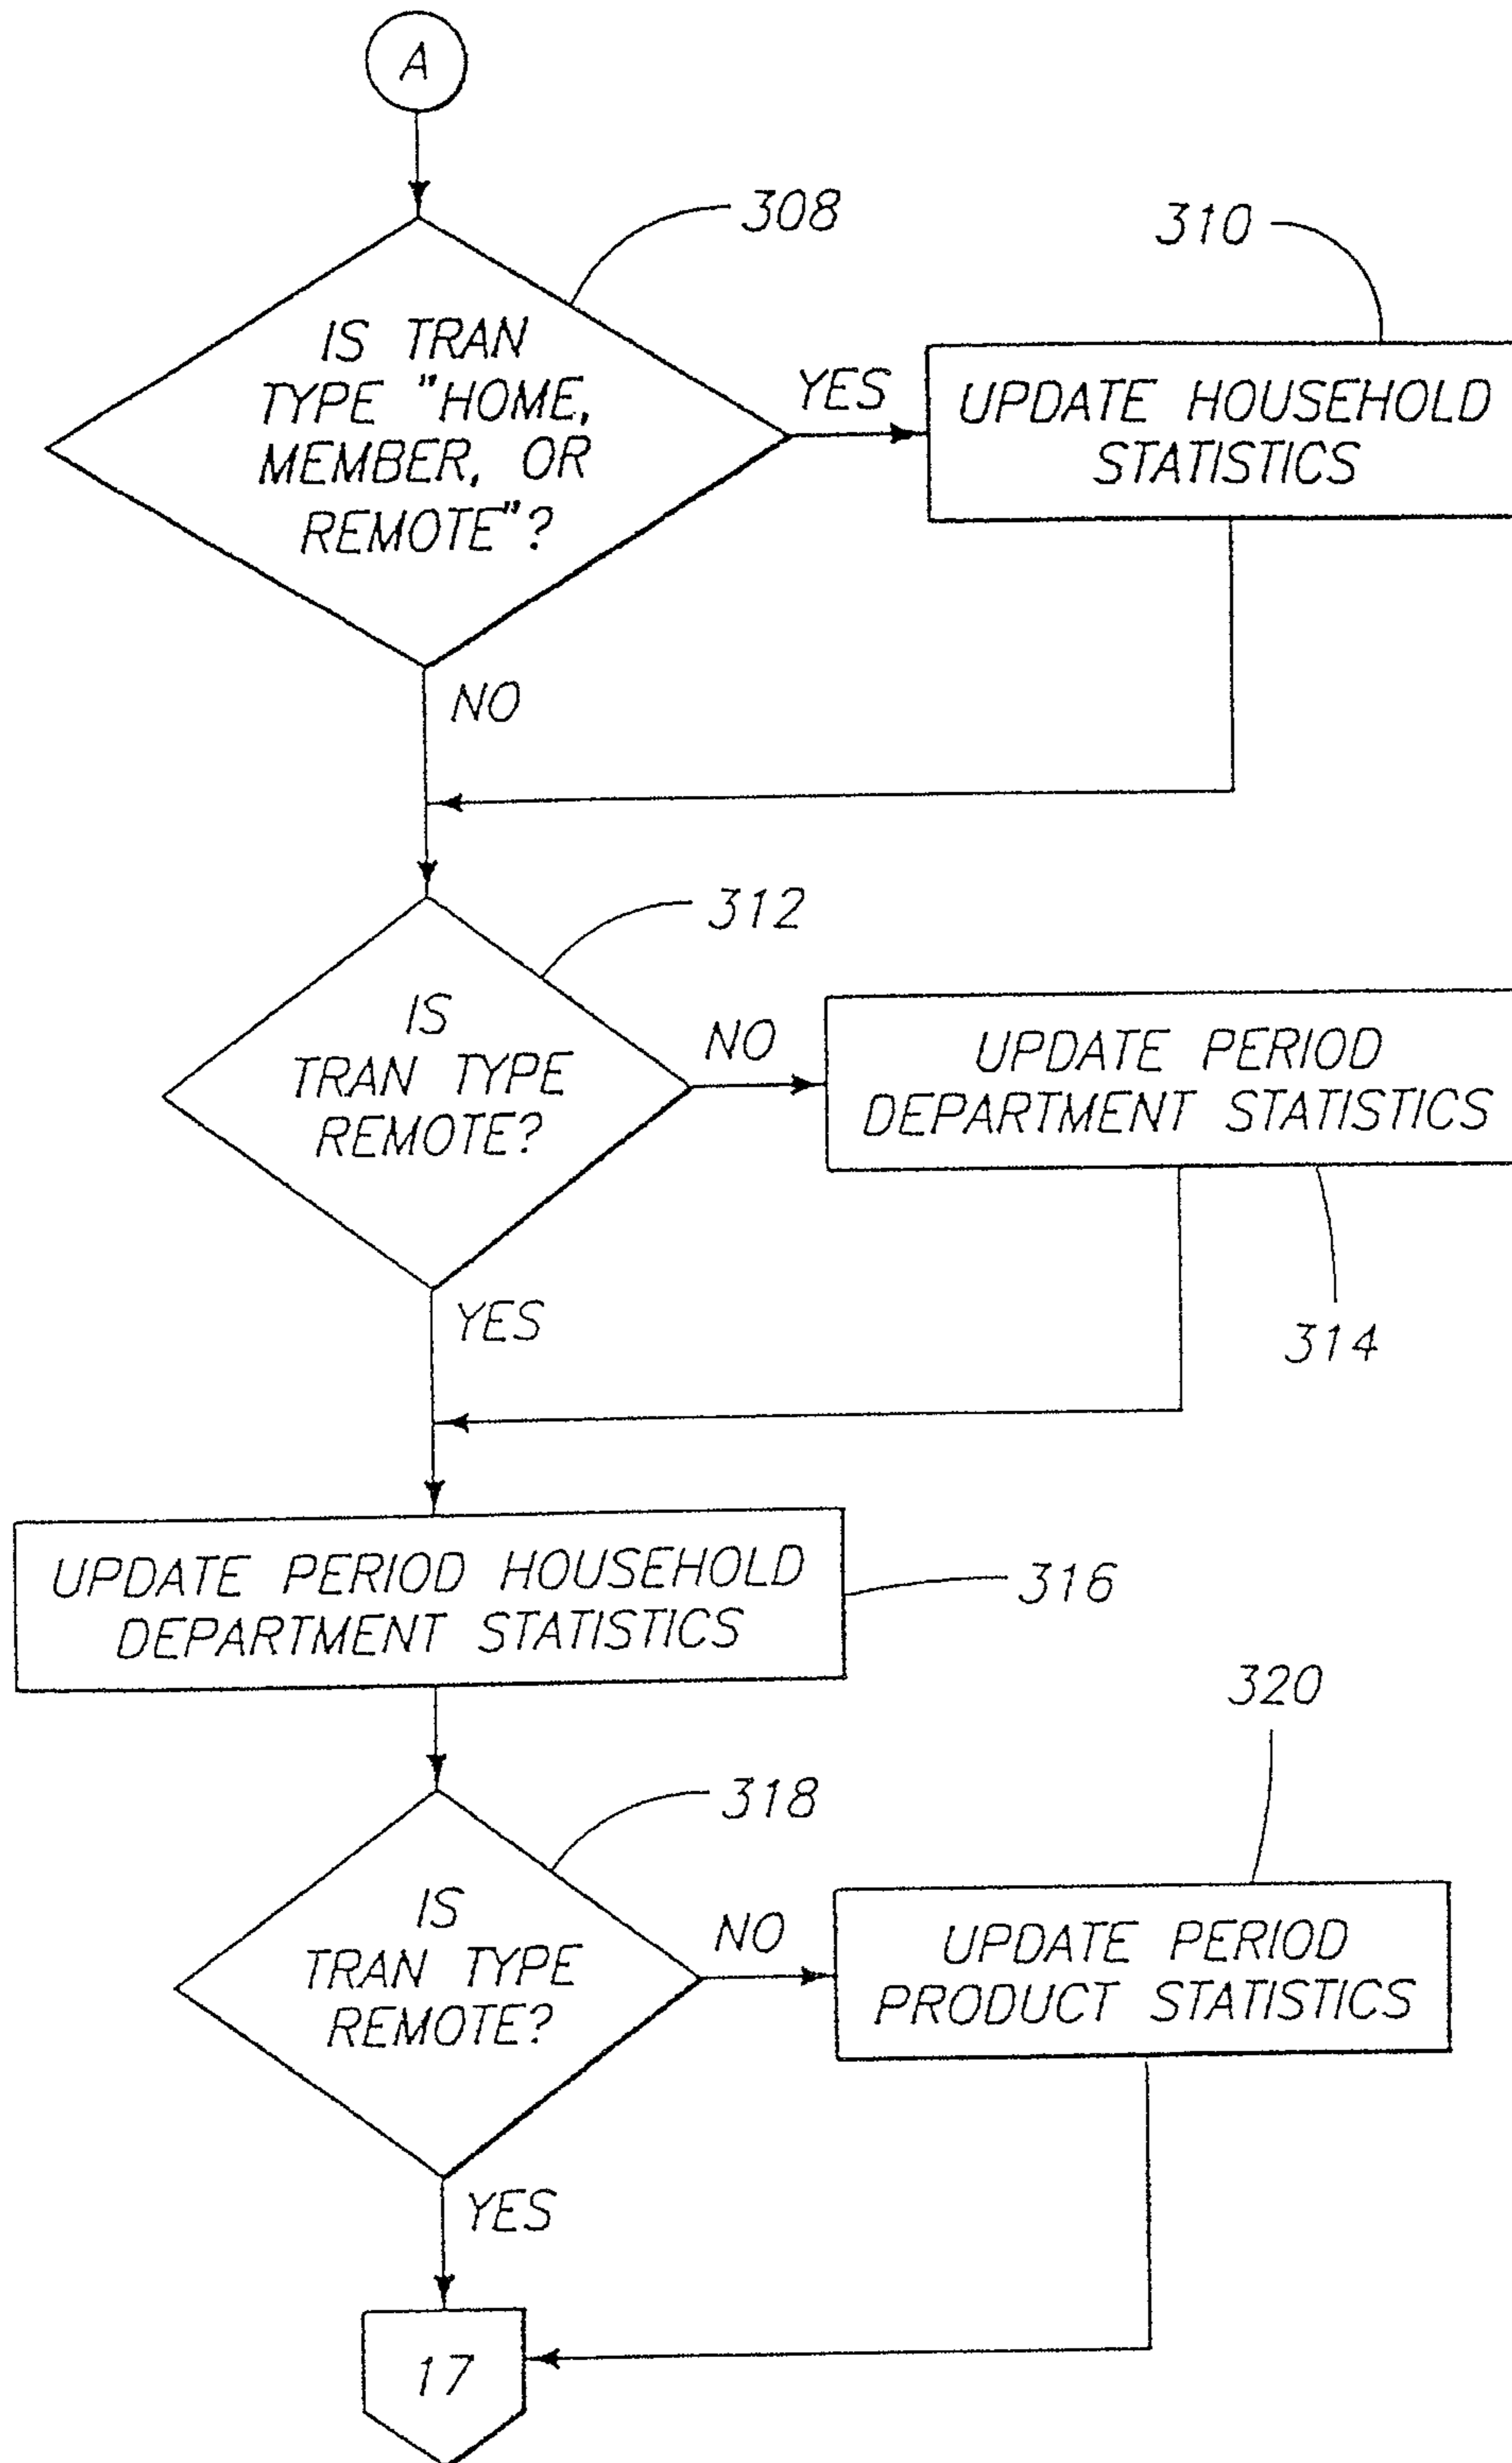 A
308
310
IS TRAN
TYPE "HOME,
MEMBER, OR
REMOTE"?
YES
UPDATE HOUSEHOLD
STATISTICS
NO
312
IS
TRAN TYPE
REMOTE?
NO
UPDATE PERIOD
DEPARTMENT STATISTICS
YES
314
UPDATE PERIOD HOUSEHOLD
DEPARTMENT STATISTICS
316
320
318
IS
TRAN TYPE
REMOTE?
NO
UPDATE PERIOD
PRODUCT STATISTICS
YES
17